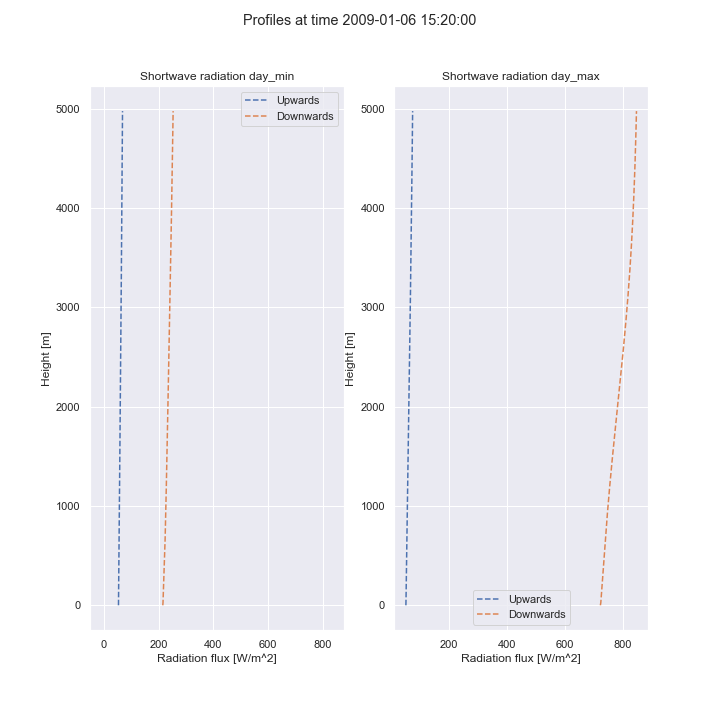 Profiles at time 2009-01-06 15:20:00
Shortwave radiation day_min
Upwards
Downwards
5000
4000
3000
2000
1000
0
Height [m]
0 200 400 600 800
Radiation flux [W/m^2]
Shortwave radiation day_max
5000
4000
3000
2000
1000
0
Height [m]
Upwards
Downwards
200 400 600 800
Radiation flux [W/m^2]